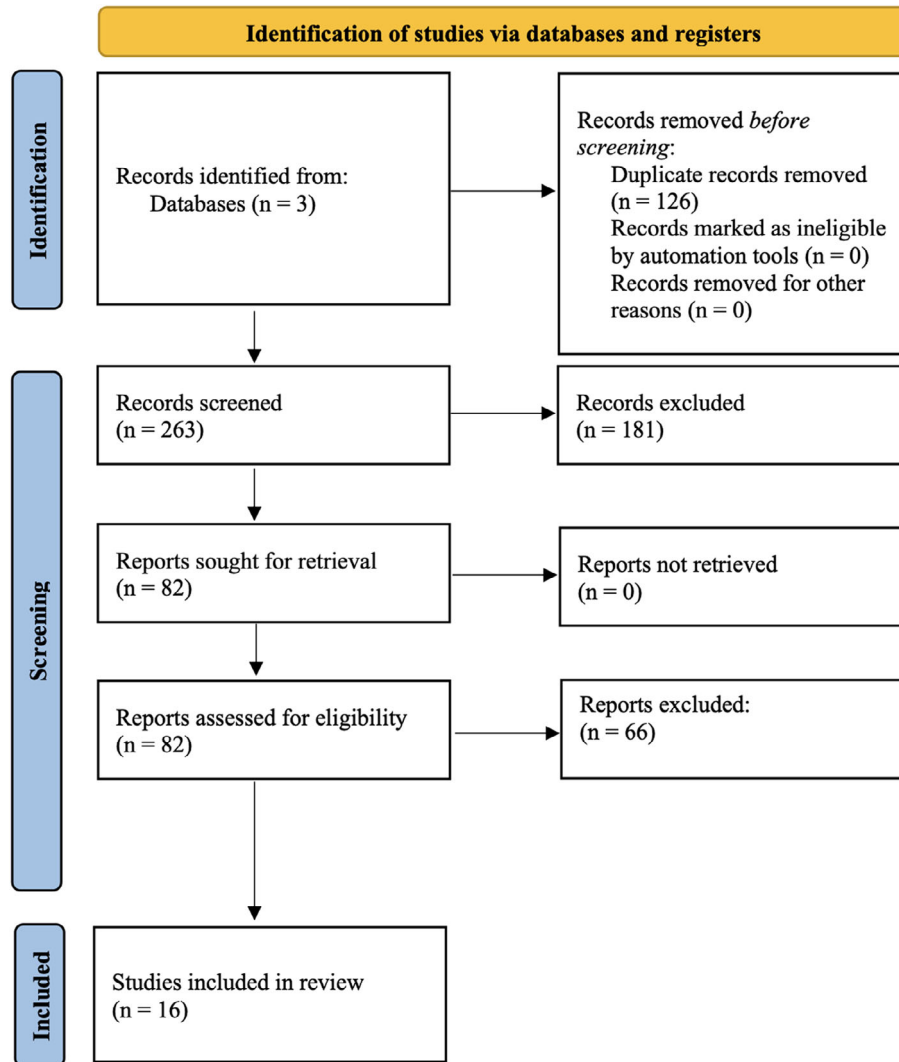 Identification of studies via databases and registers
Identification
Records identified from:
Databases (n = 3)
Records removed before
screening:
Duplicate records removed
(n = 126)
Records marked as ineligible
by automation tools (n = 0)
Records removed for other
reasons (n = 0)
Screening
Records screened
(n = 263)
Records excluded
(n = 181)
Reports sought for retrieval
(n = 82)
Reports not retrieved
(n = 0)
Reports assessed for eligibility
(n = 82)
Reports excluded:
(n = 66)
Included
Studies included in review
(n = 16)